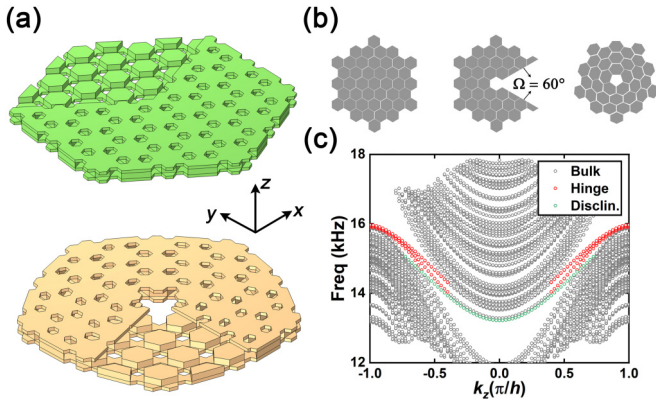 (a)
z
y
x
(b)
Ω = 60°
(c)
18
16
14
12
Freq (kHz)
Bulk
Hinge
Disclin.
-1.0 -0.5 0.0 0.5 1.0
k_z(π/h)